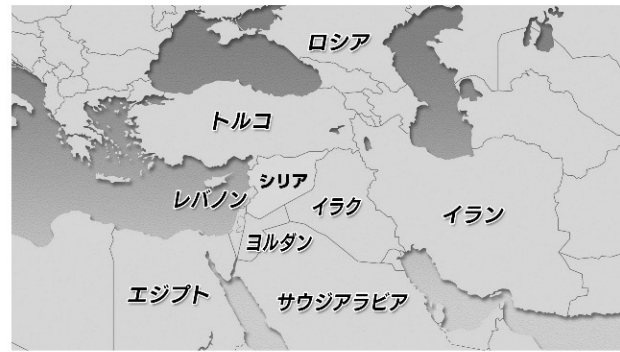 ロシア
トルコ
シリア
レバノン
イラク
イラン
ヨルダン
エジプト
サウジアラビア